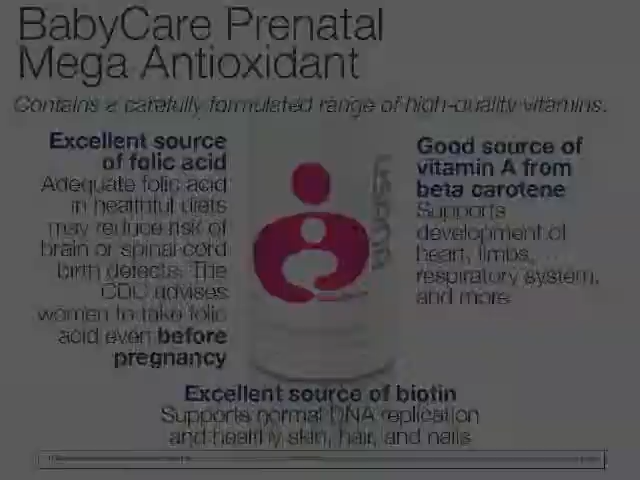 BabyCare Prenatal
Mega Antioxidant
Contains a carefully formulated range of high-quality vitamins.
Excellent source
of folic acid
Adequate folic acid
in healthful diets
may reduce risk of
brain or spinal cord
birth defects. The
CDC advises
women to take folic
acid even before
pregnancy
USANA
Good source of
vitamin A from
beta carotene
Supports
development of
heart, limbs,
respiratory system,
and more
Excellent source of biotin
Supports normal DNA replication
and healthy skin, hair, and nails